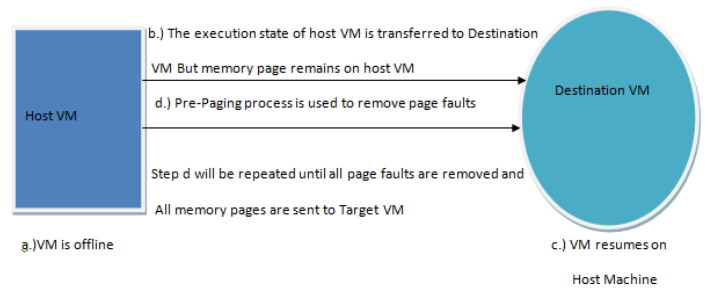 b.) The execution state of host VM is transferred to Destination
VM But memory page remains on host VM
Destination VM
d.) Pre-Paging process is used to remove page faults
Host VM
Step d will be repeated until all page faults are removed and
All memory pages are sent to Target VM
a.)VM is offline
c.) VM resumes on
Host Machine